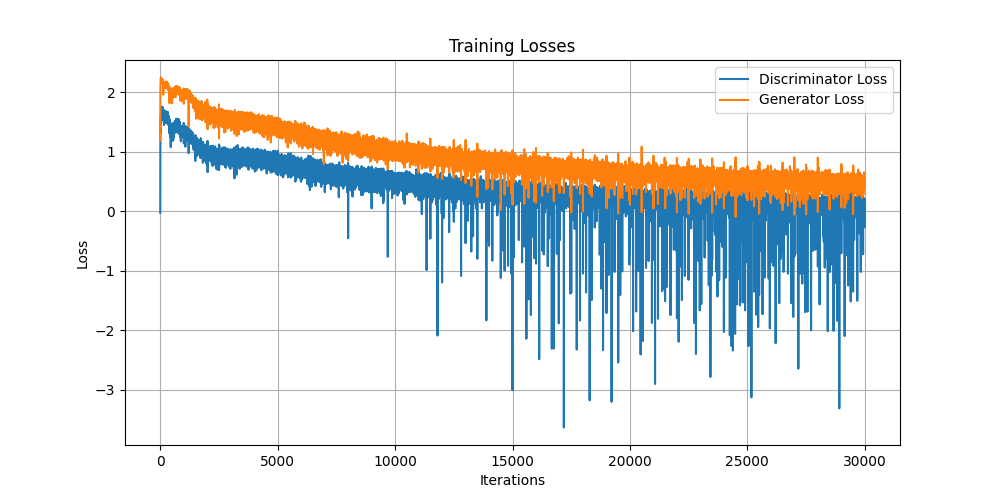 Training Losses
Discriminator Loss
Generator Loss
2
1
0
−1
−2
−3
Loss
0 5000 10000 15000 20000 25000 30000
Iterations